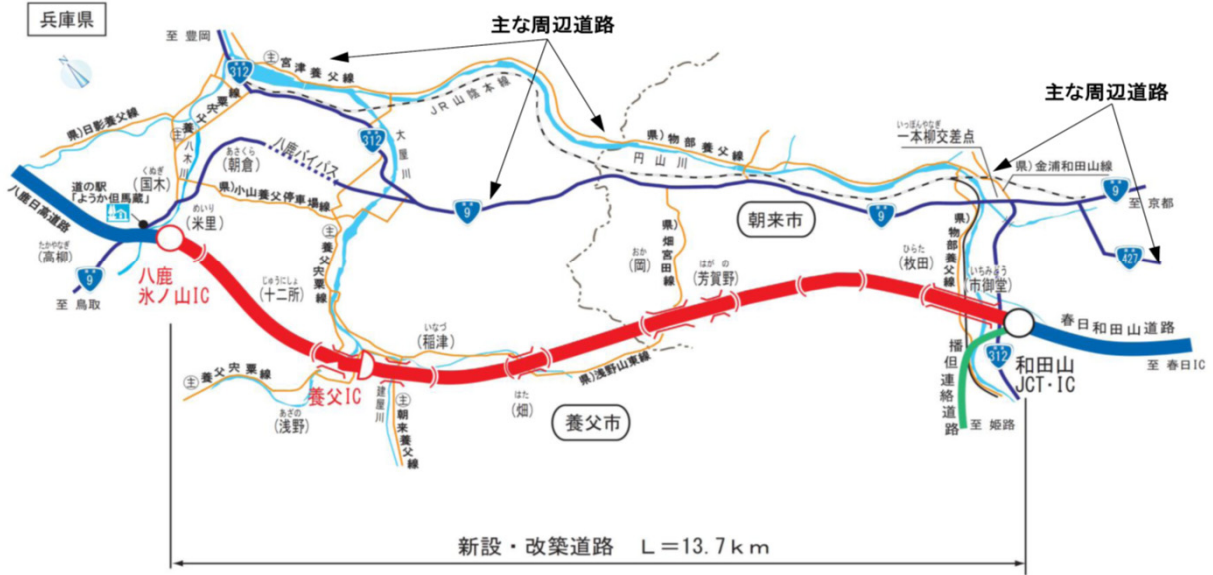 兵庫県
至 豊岡
312
主 宮津養父線
主な周辺道路
JR山陰本線
県)日影養父線
主 養父宍粟線
八木川
312
大屋川
県)物部養父線
円山川
主な周辺道路
いっぽんやなぎ
一本柳交差点
県)金浦和田山線
9
至 京都
427
あさくら
(朝倉)
八鹿バイパス
くぬぎ
(国木)
道の駅
「ようか但馬蔵」
県)小山養父停車場線
めいり
(米里)
八鹿日高道路
たかやなぎ
(高柳)
9
至 鳥取
八鹿
氷ノ山IC
じゅうにしょ
(十二所)
主 養父宍粟線
9
朝来市
9
県)物部養父線
おか
(岡)
県)畑宮田線
はがの
(芳賀野)
ひらた
(枚田)
いちみどう
(市御堂)
いなづ
(稲津)
県)浅野山東線
主 養父宍粟線
養父IC
あさの
(浅野)
建屋川
主 朝来養父線
はた
(畑)
養父市
春日和田山道路
至 春日IC
312
和田山
JCT・IC
播但連絡道路
至 姫路
新設・改築道路 L=13.7km